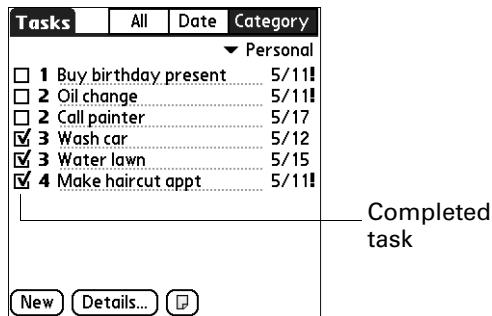 Tasks All Date Category
Personal
1 Buy birthday present 5/11!
2 Oil change 5/11!
2 Call painter 5/17
3 Wash car 5/12
3 Water lawn 5/15
4 Make haircut appt 5/11!
Completed
task
New Details...